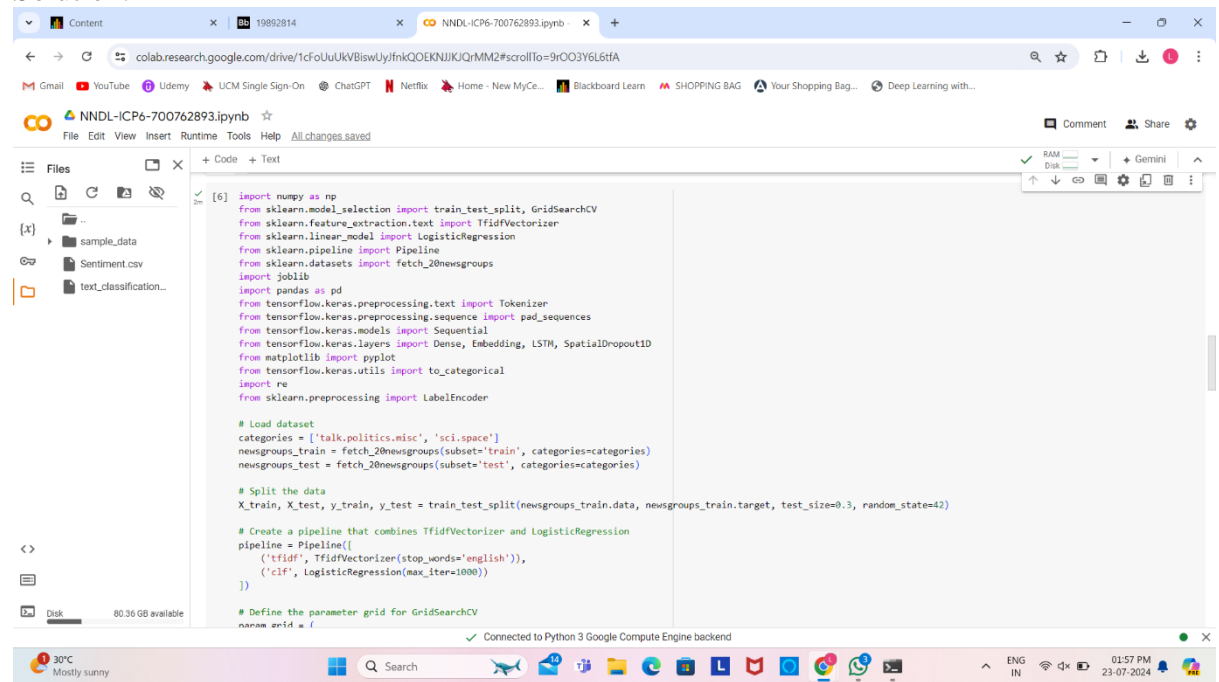 Content
Bb 19892814
NNDL-ICP6-700762893.ipynb -
colab.research.google.com/drive/1cFoUuUkVBiswUyJfnkQOEKNJJKJQrMM2#scrollTo=9rOO3Y6L6tfA
L
Gmail YouTube Udemy UCM Single Sign-On ChatGPT Netflix Home - New MyCe... Blackboard Learn SHOPPING BAG Your Shopping Bag... Deep Learning with...
NNDL-ICP6-700762893.ipynb
Comment Share
File Edit View Insert Runtime Tools Help All changes saved
Files
+ Code + Text
RAM
Disk
Gemini
{x}
..
sample_data
Sentiment.csv
text_classification...
2m
[6] import numpy as np
from sklearn.model_selection import train_test_split, GridSearchCV
from sklearn.feature_extraction.text import TfidfVectorizer
from sklearn.linear_model import LogisticRegression
from sklearn.pipeline import Pipeline
from sklearn.datasets import fetch_20newsgroups
import joblib
import pandas as pd
from tensorflow.keras.preprocessing.text import Tokenizer
from tensorflow.keras.preprocessing.sequence import pad_sequences
from tensorflow.keras.models import Sequential
from tensorflow.keras.layers import Dense, Embedding, LSTM, SpatialDropout1D
from matplotlib import pyplot
from tensorflow.keras.utils import to_categorical
import re
from sklearn.preprocessing import LabelEncoder
# Load dataset
categories = ['talk.politics.misc', 'sci.space']
newsgroups_train = fetch_20newsgroups(subset='train', categories=categories)
newsgroups_test = fetch_20newsgroups(subset='test', categories=categories)
# Split the data
X_train, X_test, y_train, y_test = train_test_split(newsgroups_train.data, newsgroups_train.target, test_size=0.3, random_state=42)
# Create a pipeline that combines TfidfVectorizer and LogisticRegression
pipeline = Pipeline([
('tfidf', TfidfVectorizer(stop_words='english')),
('clf', LogisticRegression(max_iter=1000))
])
# Define the parameter grid for GridSearchCV
param_grid = {
Disk 80.36 GB available
Connected to Python 3 Google Compute Engine backend
30°C
Mostly sunny
Search
ENG
IN
01:57 PM
23-07-2024